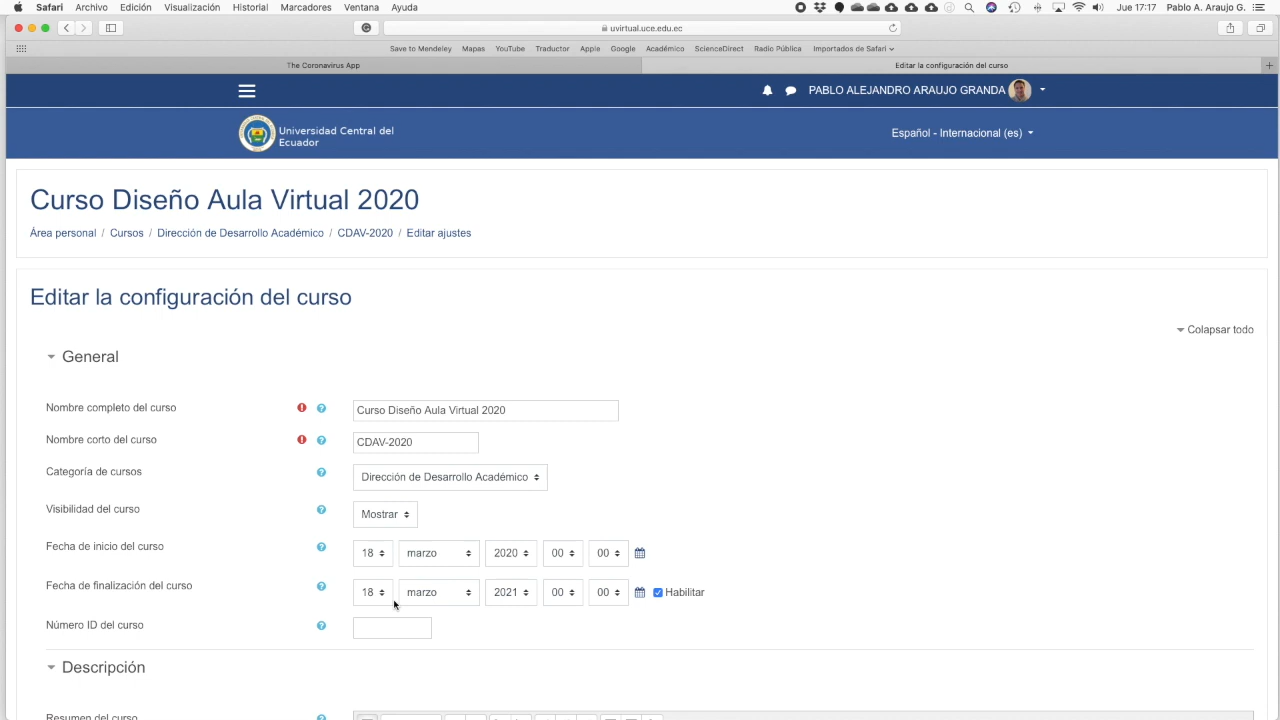 Safari Archivo Edición Visualización Historial Marcadores Ventana Ayuda Jue 17:17 Pablo A. Araujo G.
uvirtual.uce.edu.ec
Save to Mendeley Mapas YouTube Traductor Apple Google Académico ScienceDirect Radio Pública Importados de Safari
The Coronavirus App Editar la configuración del curso
PABLO ALEJANDRO ARAUJO GRANDA
Universidad Central del
Ecuador
Español - Internacional (es)
Curso Diseño Aula Virtual 2020
Área personal / Cursos / Dirección de Desarrollo Académico / CDAV-2020 / Editar ajustes
Editar la configuración del curso
Colapsar todo
General
Nombre completo del curso Curso Diseño Aula Virtual 2020
Nombre corto del curso CDAV-2020
Categoría de cursos Dirección de Desarrollo Académico
Visibilidad del curso Mostrar
Fecha de inicio del curso 18 marzo 2020 00 00
Fecha de finalización del curso 18 marzo 2021 00 00 Habilitar
Número ID del curso
Descripción
Resumen del curso